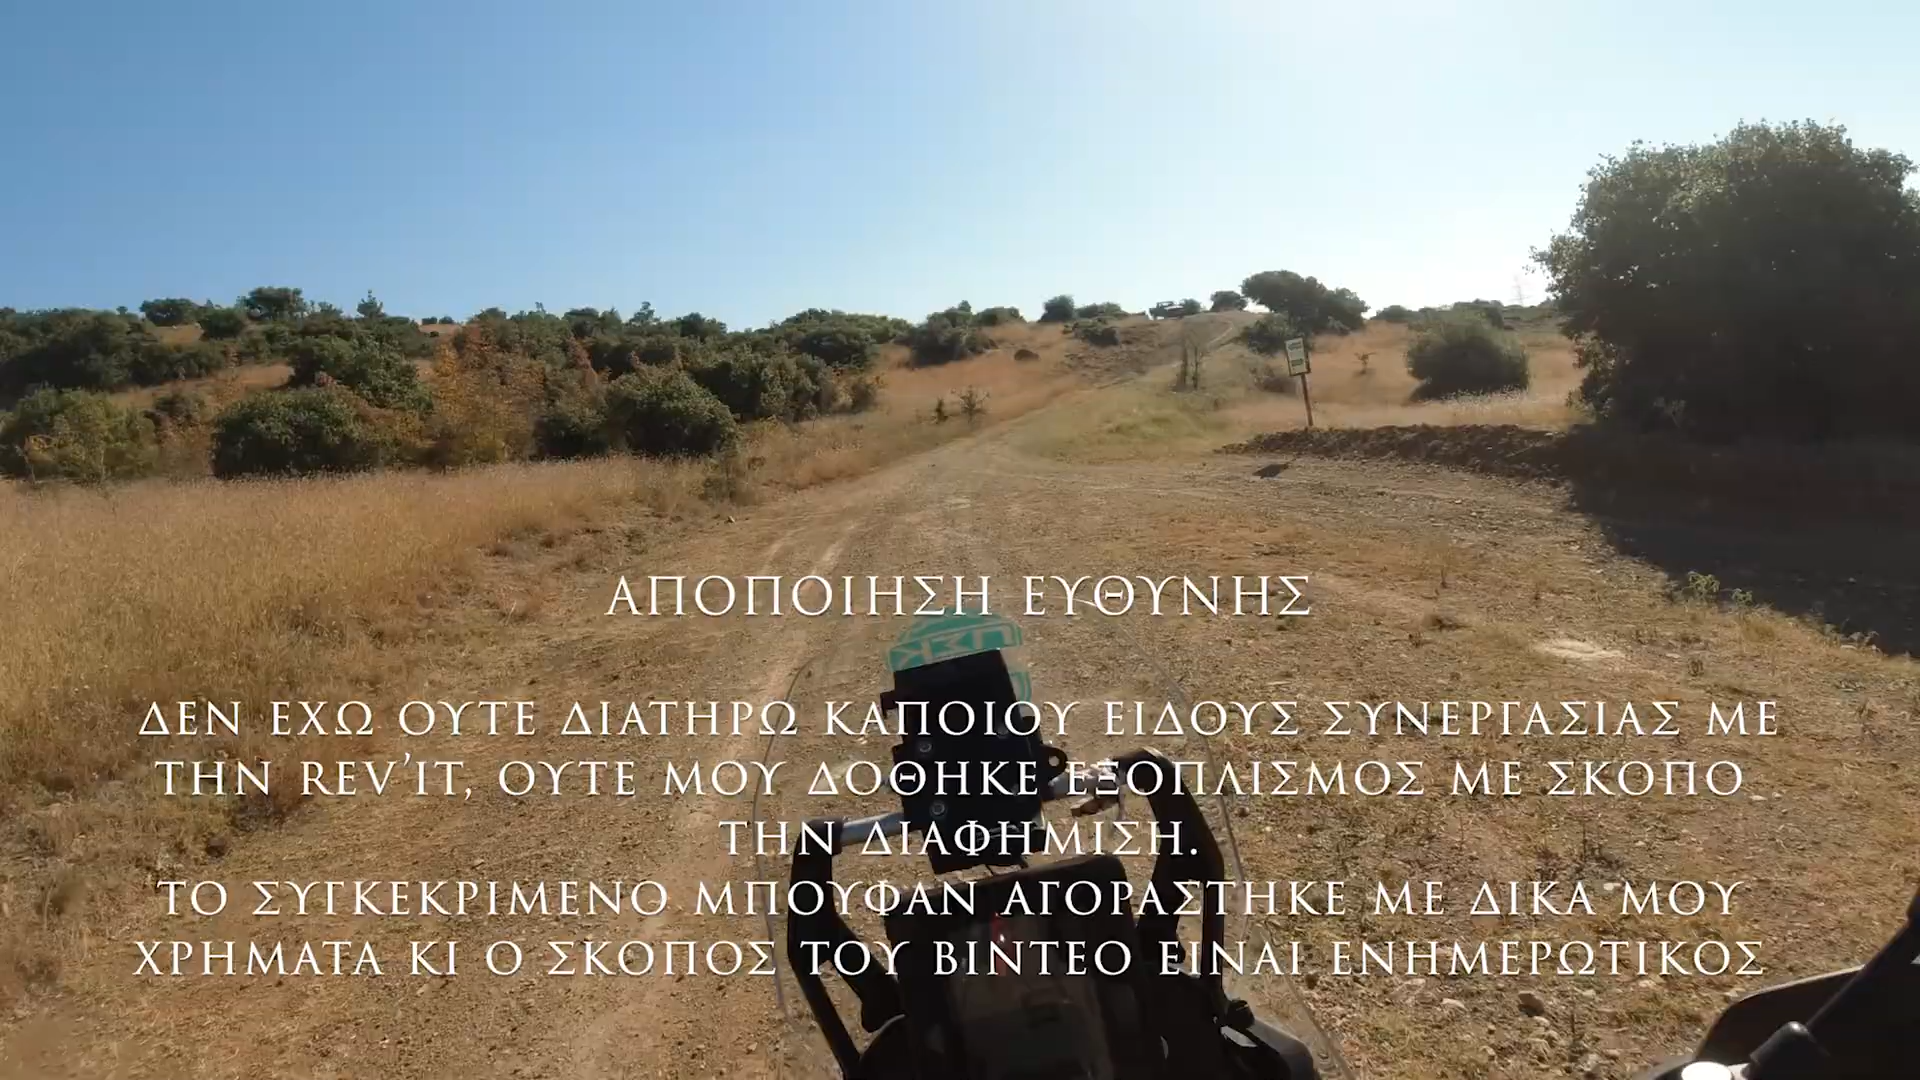 ΑΠΟΠΟΙΗΣΗ ΕΥΘΥΝΗΣ
ΔΕΝ ΕΧΩ ΟΥΤΕ ΔΙΑΤΗΡΩ ΚΑΠΟΙΟΥ ΕΙΔΟΥΣ ΣΥΝΕΡΓΑΣΙΑΣ ΜΕ
ΤΗΝ REV'IT, ΟΥΤΕ ΜΟΥ ΔΟΘΗΚΕ ΕΞΟΠΛΙΣΜΟΣ ΜΕ ΣΚΟΠΟ
ΤΗΝ ΔΙΑΦΗΜΙΣΗ.
ΤΟ ΣΥΓΚΕΚΡΙΜΕΝΟ ΜΠΟΥΦΑΝ ΑΓΟΡΑΣΤΗΚΕ ΜΕ ΔΙΚΑ ΜΟΥ
ΧΡΗΜΑΤΑ ΚΙ Ο ΣΚΟΠΟΣ ΤΟΥ ΒΙΝΤΕΟ ΕΙΝΑΙ ΕΝΗΜΕΡΩΤΙΚΟΣ